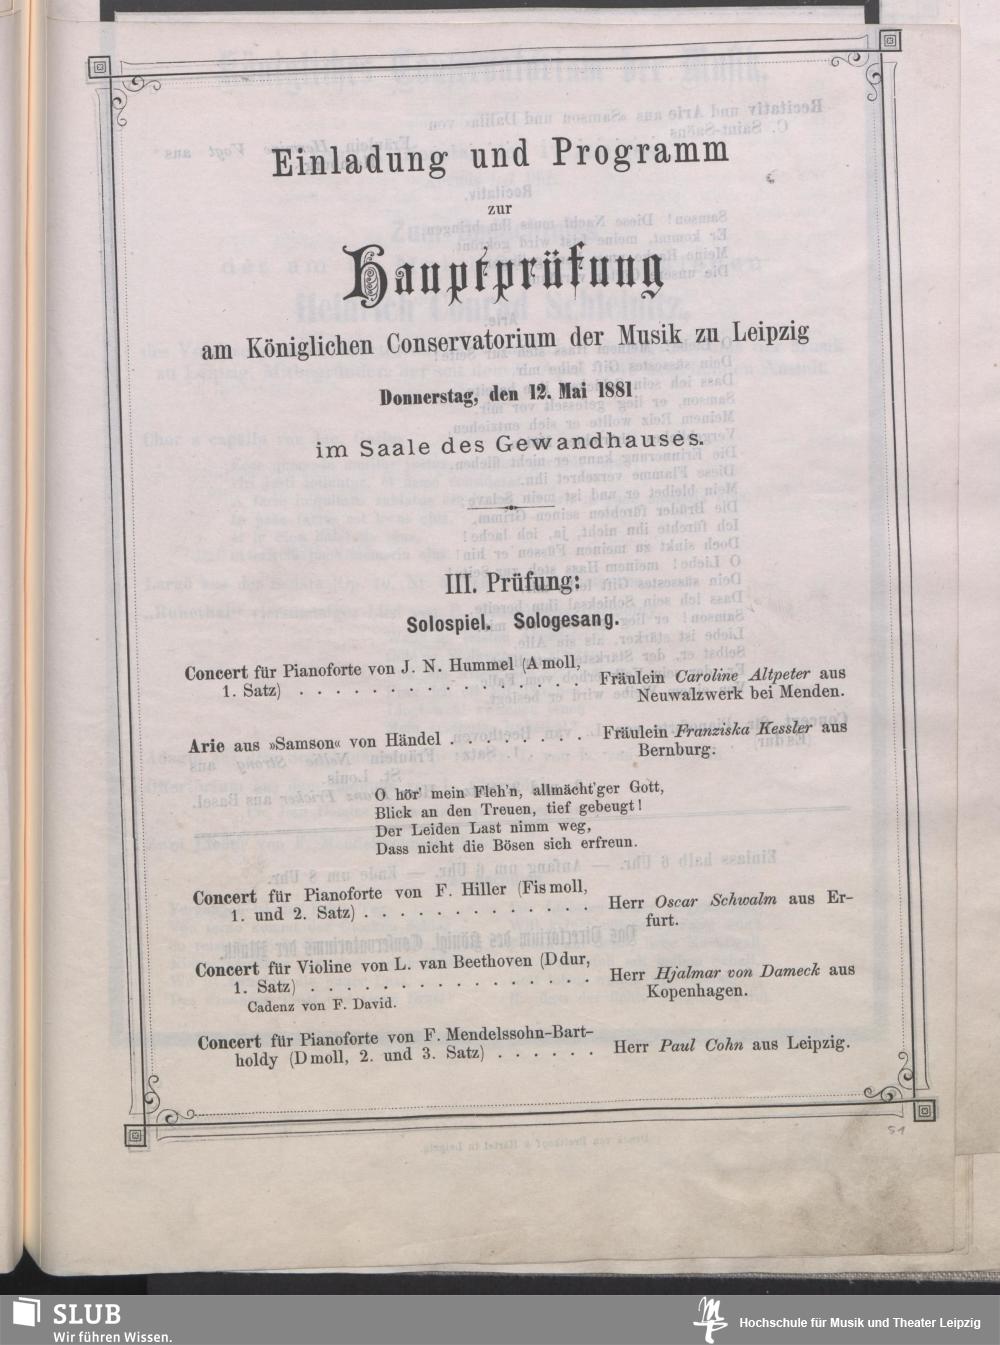 Einladung und Programm
zur
Hauptprüfung
am Königlichen Conservatorium der Musik zu Leipzig
Donnerstag, den 12. Mai 1881
im Saale des Gewandhauses.
III. Prüfung:
Solospiel. Sologesang.
Concert für Pianoforte von J. N. Hummel (A moll,
1. Satz) . . . . . . . . . . . . . . . . . Fräulein Caroline Altpeter aus
Neuwalzwerk bei Menden.
Arie aus »Samson« von Händel . . . . . . . . Fräulein Franziska Kessler aus
Bernburg.
O hör' mein Fleh'n, allmächt'ger Gott,
Blick an den Treuen, tief gebeugt!
Der Leiden Last nimm weg,
Dass nicht die Bösen sich erfreun.
Concert für Pianoforte von F. Hiller (Fis moll,
1. und 2. Satz) . . . . . . . . . . . . . Herr Oscar Schwalm aus Er-
furt.
Concert für Violine von L. van Beethoven (D dur,
1. Satz) . . . . . . . . . . . . . . . . . Herr Hjalmar von Dameck aus
Kopenhagen.
Cadenz von F. David.
Concert für Pianoforte von F. Mendelssohn-Bart-
holdy (D moll, 2. und 3. Satz) . . . . . . Herr Paul Cohn aus Leipzig.
51
SLUB
Wir führen Wissen.
Hochschule für Musik und Theater Leipzig